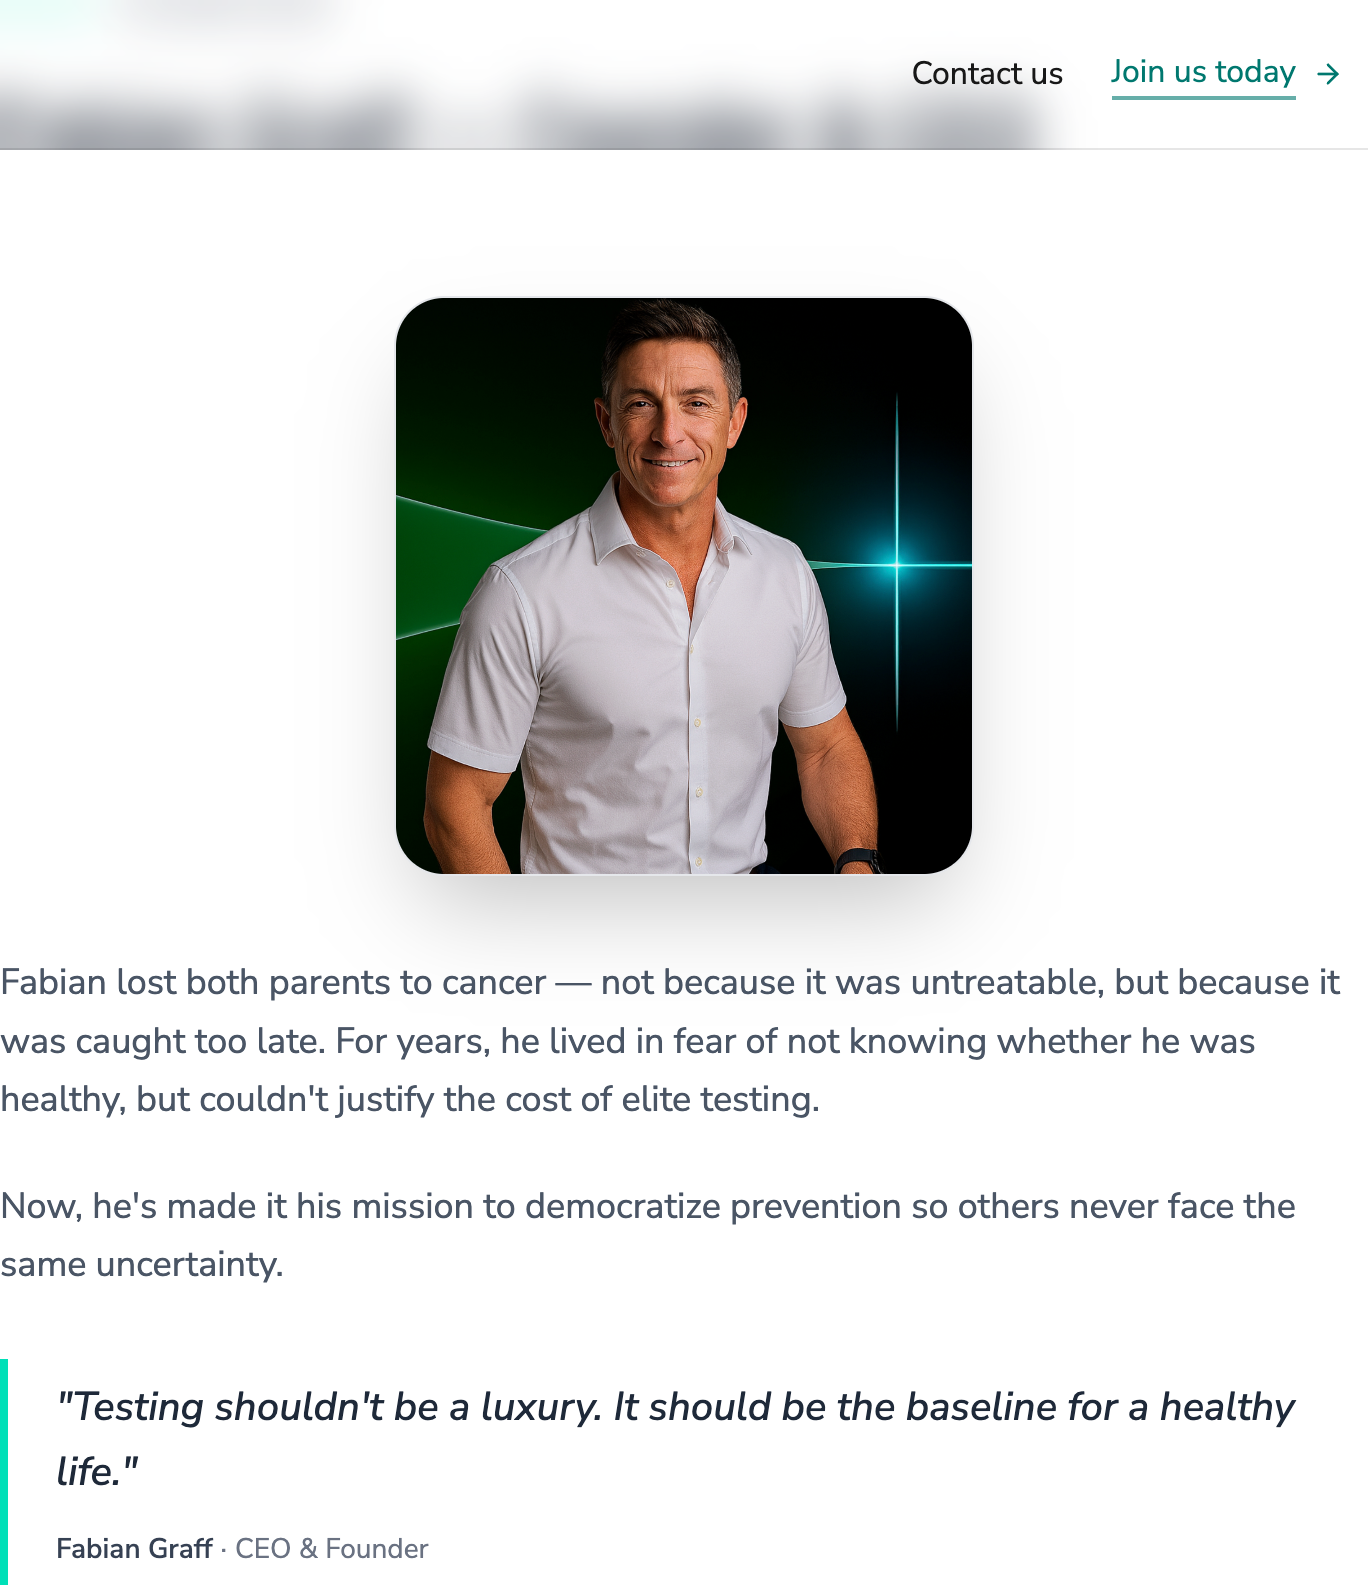 Contact us
Join us today →
Fabian lost both parents to cancer — not because it was untreatable, but because it
was caught too late. For years, he lived in fear of not knowing whether he was
healthy, but couldn't justify the cost of elite testing.
Now, he's made it his mission to democratize prevention so others never face the
same uncertainty.
"Testing shouldn't be a luxury. It should be the baseline for a healthy
life."
Fabian Graff · CEO & Founder